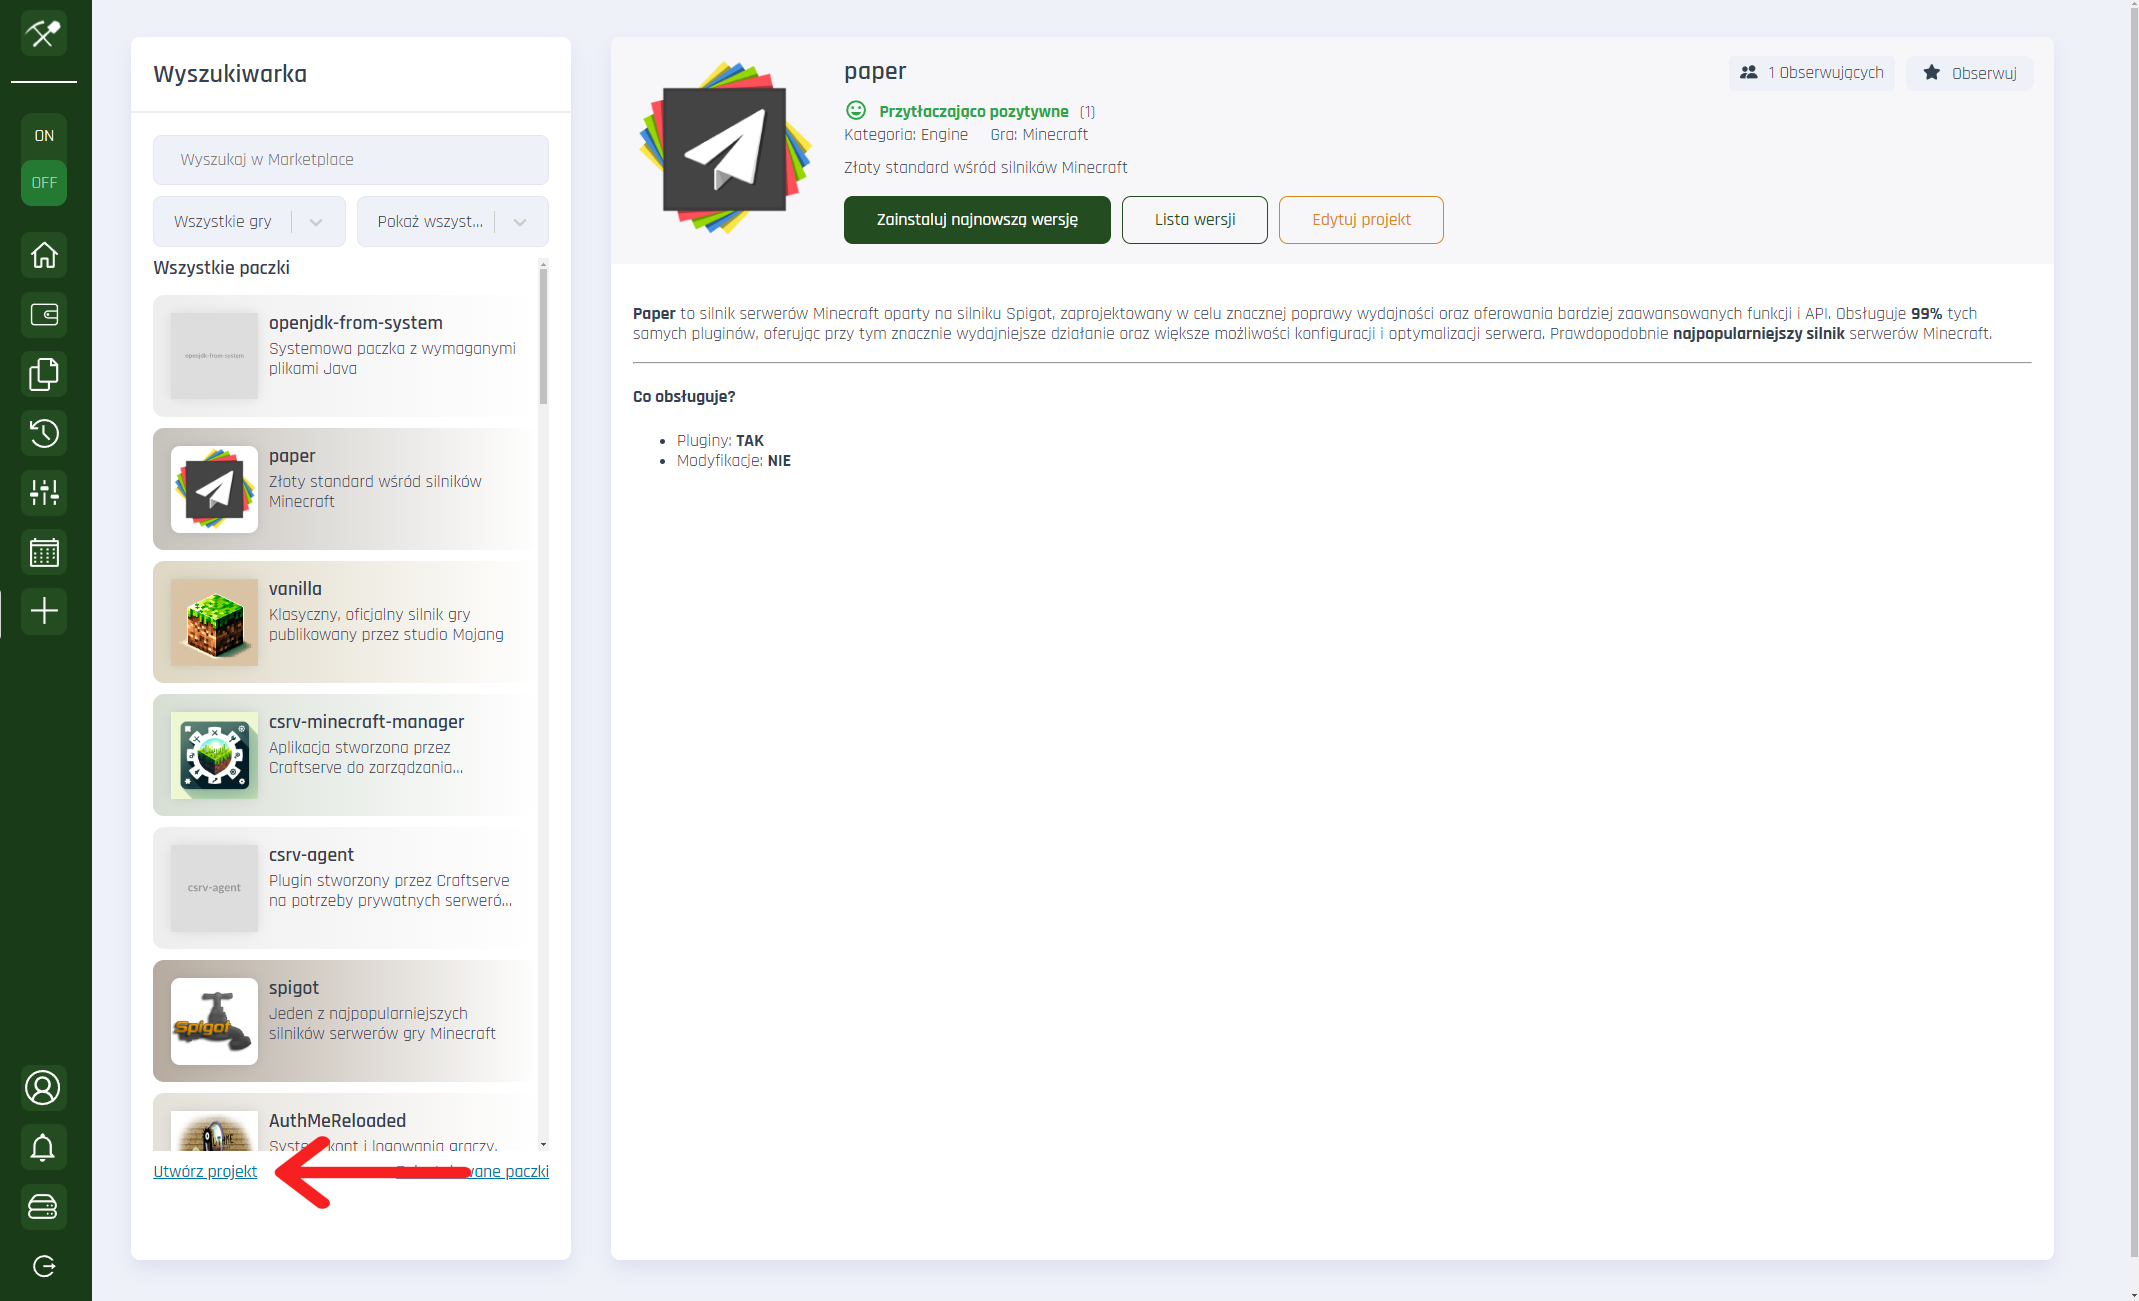 ON
OFF
Wyszukiwarka
Wyszukaj w Marketplace
Wszystkie gry
Pokaż wszyst...
Wszystkie paczki
openjdk-from-system
openjdk-from-system
Systemowa paczka z wymaganymi
plikami Java
paper
Złoty standard wśród silników
Minecraft
vanilla
Klasyczny, oficjalny silnik gry
publikowany przez studio Mojang
csrv-minecraft-manager
Aplikacja stworzona przez
Craftserve do zarządzania...
csrv-agent
csrv-agent
Plugin stworzony przez Craftserve
na potrzeby prywatnych serweró...
Spigot
spigot
Jeden z najpopularniejszych
silników serwerów gry Minecraft
AuthMeReloaded
kont i logowania graczy,
Utwórz projekt
paczki
paper
Przytłaczająco pozytywne (1)
Kategoria: Engine Gra: Minecraft
Złoty standard wśród silników Minecraft
Zainstaluj najnowszą wersję
Lista wersji
Edytuj projekt
1 Obserwujących
Obserwuj
Paper to silnik serwerów Minecraft oparty na silniku Spigot, zaprojektowany w celu znacznej poprawy wydajności oraz oferowania bardziej zaawansowanych funkcji i API. Obsługuje 99% tych
samych pluginów, oferując przy tym znacznie wydajniejsze działanie oraz większe możliwości konfiguracji i optymalizacji serwera. Prawdopodobnie najpopularniejszy silnik serwerów Minecraft.
Co obsługuje?
Pluginy: TAK
Modyfikacje: NIE